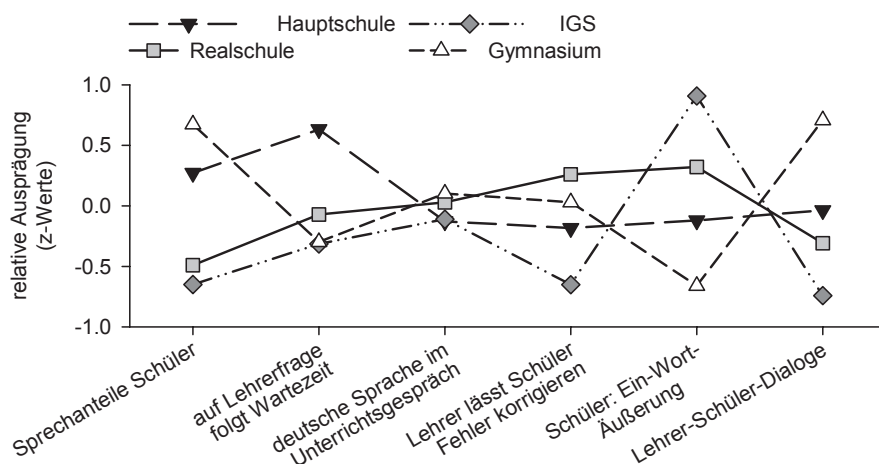 Hauptschule IGS
Realschule Gymnasium
relative Ausprägung
(z-Werte)
1.0
0.5
0.0
-0.5
-1.0
Sprechanteile Schüler
auf Lehrerfrage
folgt Wartezeit
deutsche Sprache im
Unterrichtsgespräch
Lehrer lässt Schüler
Fehler korrigieren
Schüler: Ein-Wort-
Äußerung
Lehrer-Schüler-Dialoge